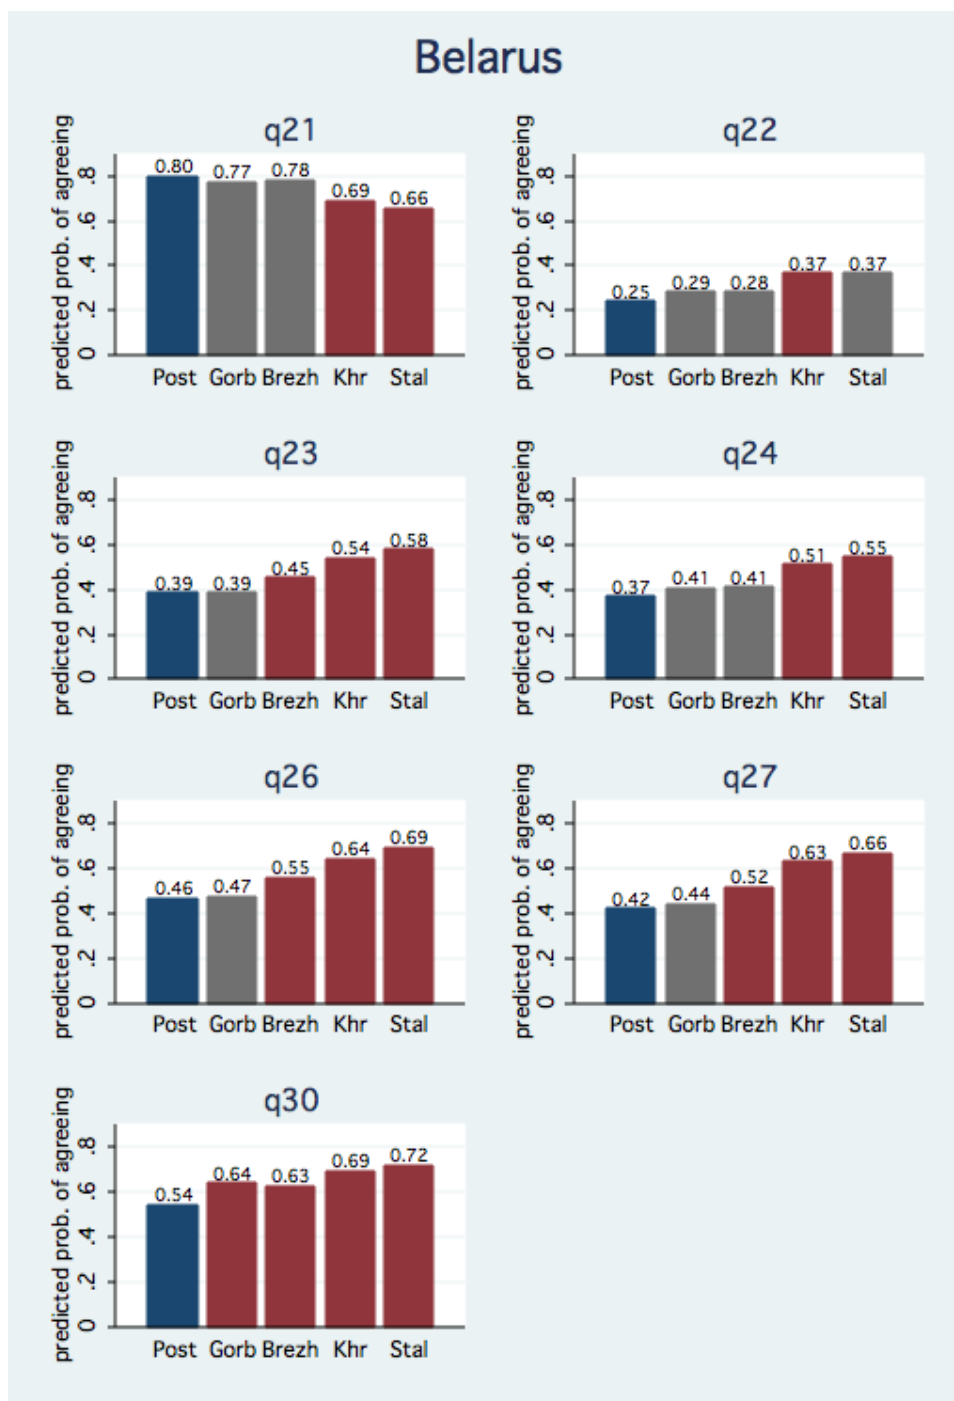 Belarus
q21
predicted prob. of agreeing
0 .2 .4 .6 .8
0.80 0.77 0.78 0.69 0.66
Post Gorb Brezh Khr Stal
q22
predicted prob. of agreeing
0 .2 .4 .6 .8
0.25 0.29 0.28 0.37 0.37
Post Gorb Brezh Khr Stal
q23
predicted prob. of agreeing
0 .2 .4 .6 .8
0.39 0.39 0.45 0.54 0.58
Post Gorb Brezh Khr Stal
q24
predicted prob. of agreeing
0 .2 .4 .6 .8
0.37 0.41 0.41 0.51 0.55
Post Gorb Brezh Khr Stal
q26
predicted prob. of agreeing
0 .2 .4 .6 .8
0.46 0.47 0.55 0.64 0.69
Post Gorb Brezh Khr Stal
q27
predicted prob. of agreeing
0 .2 .4 .6 .8
0.42 0.44 0.52 0.63 0.66
Post Gorb Brezh Khr Stal
q30
predicted prob. of agreeing
0 .2 .4 .6 .8
0.54 0.64 0.63 0.69 0.72
Post Gorb Brezh Khr Stal